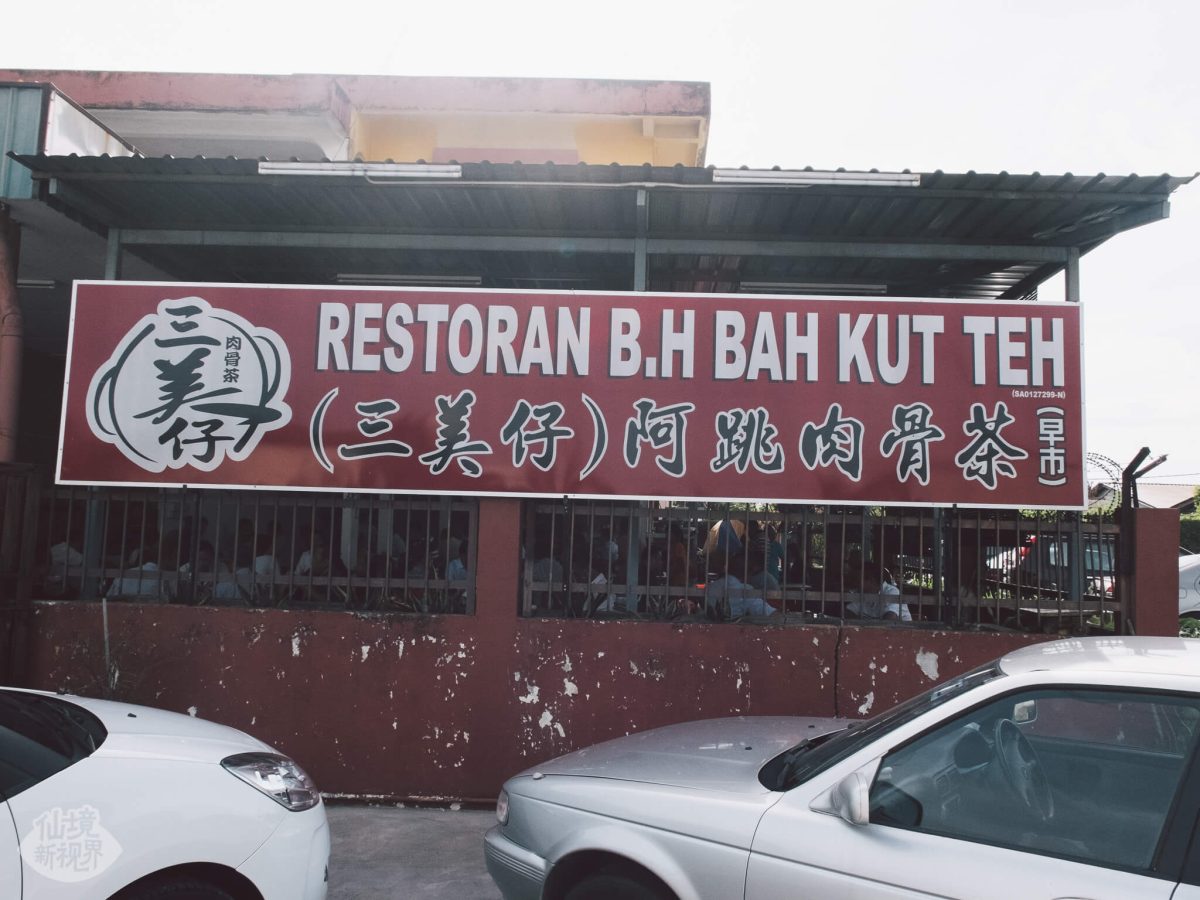 三美仔
肉骨茶
RESTORAN B.H BAH KUT TEH
(SA0127299-N)
(三美仔)阿跳肉骨茶
(早市)
仙境
新视界